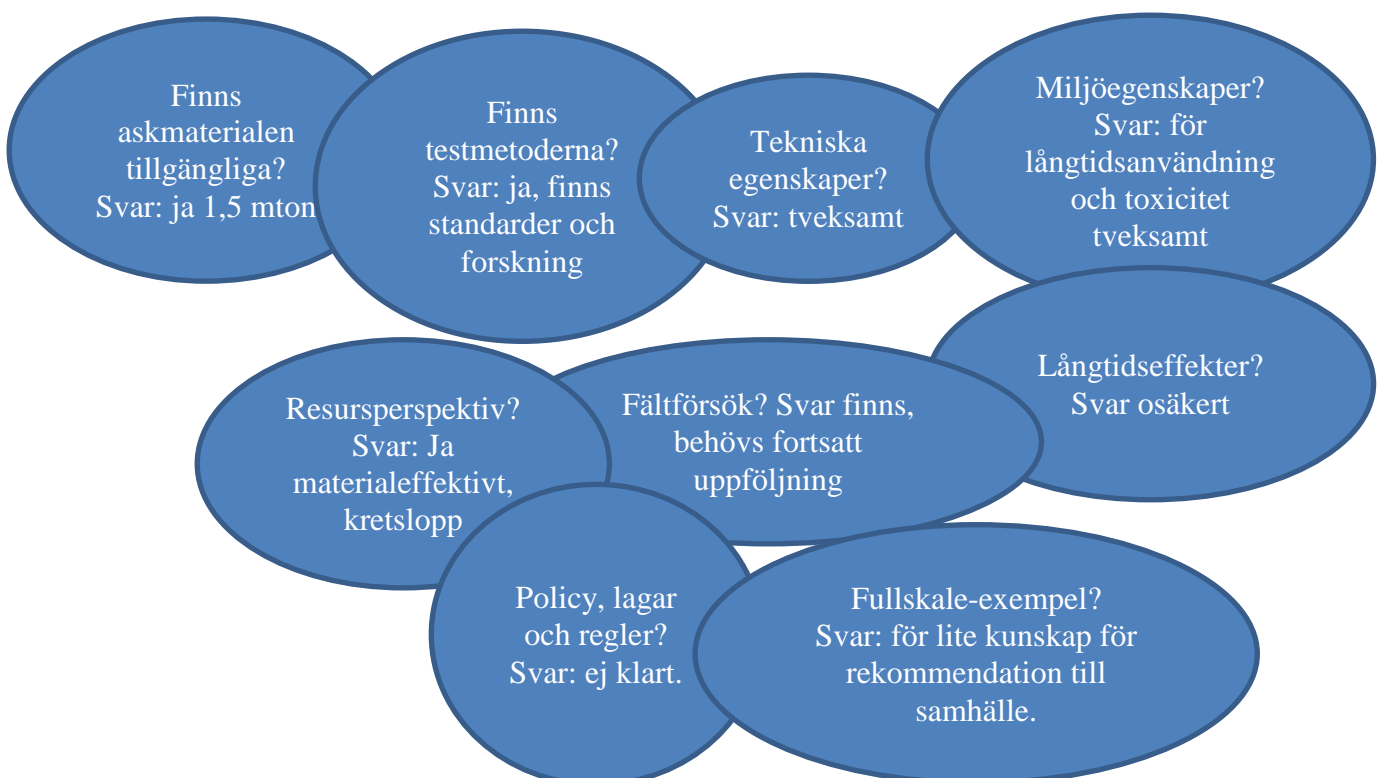 Finns
askmaterialen
tillgängliga?
Svar: ja 1,5 mton
Finns
testmetoderna?
Svar: ja, finns
standarder och
forskning
Tekniska
egenskaper?
Svar: tveksamt
Miljöegenskaper?
Svar: för
långtidsanvändning
och toxicitet
tveksamt
Långtidseffekter?
Svar osäkert
Fältförsök? Svar finns,
behövs fortsatt
uppföljning
Resursperspektiv?
Svar: Ja
materialeffektivt,
kretslopp
Policy, lagar
och regler?
Svar: ej klart.
Fullskale-exempel?
Svar: för lite kunskap för
rekommendation till
samhälle.